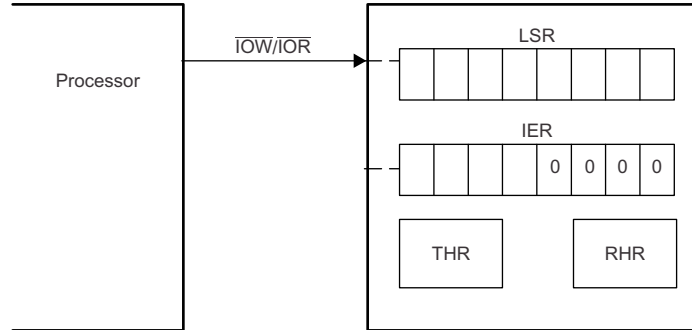 LSR
IOW/IOR
Processor
IER
0 0 0 0
THR
RHR